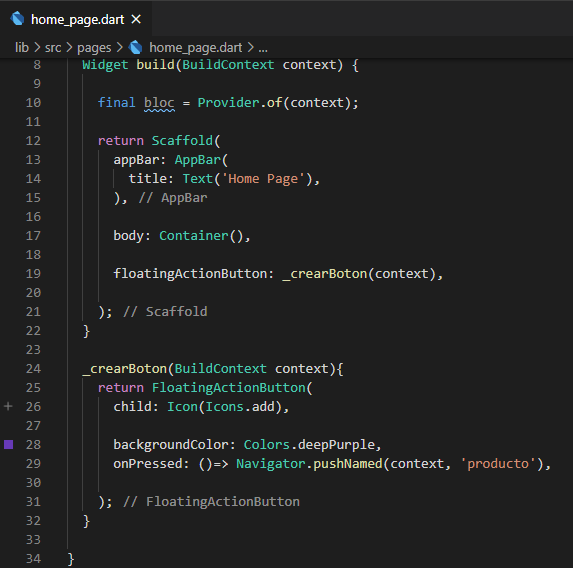 home_page.dart ×
lib > src > pages > home_page.dart > ...
8 Widget build(BuildContext context) {
9
10 final bloc = Provider.of(context);
11
12 return Scaffold(
13 appBar: AppBar(
14 title: Text('Home Page'),
15 ), // AppBar
16
17 body: Container(),
18
19 floatingActionButton: _crearBoton(context),
20
21 ); // Scaffold
22 }
23
24 _crearBoton(BuildContext context){
25 return FloatingActionButton(
26 child: Icon(Icons.add),
27
28 backgroundColor: Colors.deepPurple,
29 onPressed: ()=> Navigator.pushNamed(context, 'producto'),
30
31 ); // FloatingActionButton
32 }
33
34 }